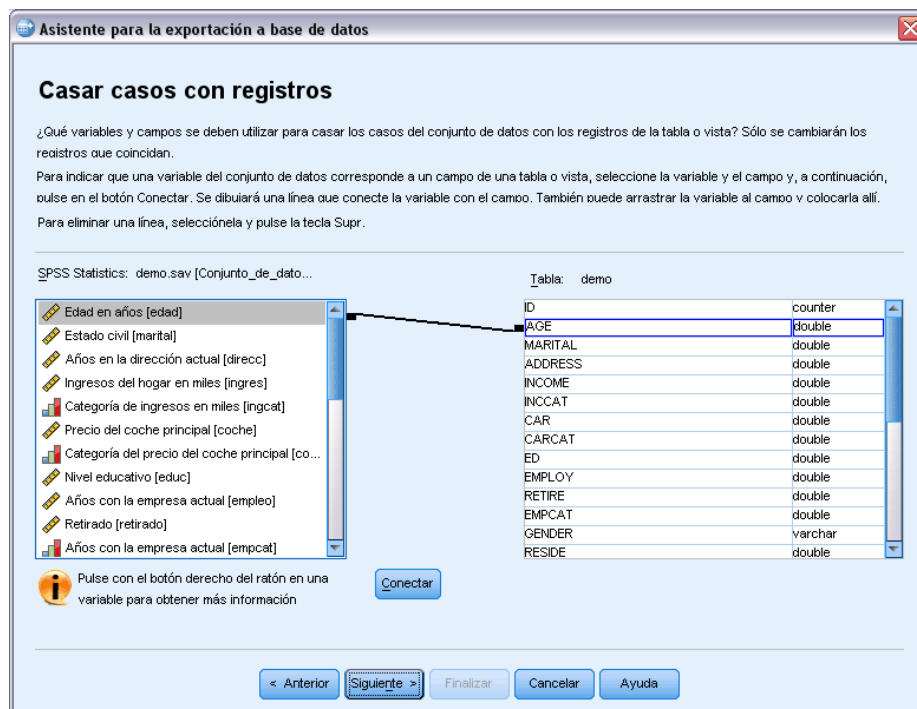 Asistente para la exportación a base de datos
Casar casos con registros
¿Qué variables y campos se deben utilizar para casar los casos del conjunto de datos con los registros de la tabla o vista? Sólo se cambiarán los
registros que coincidan.
Para indicar que una variable del conjunto de datos corresponde a un campo de una tabla o vista, seleccione la variable y el campo y, a continuación,
pulse en el botón Conectar. Se dibujará una línea que conecte la variable con el campo. También puede arrastrar la variable al campo y colocarla allí.
Para eliminar una línea, selecciónela y pulse la tecla Supr.
SPSS Statistics: demo.sav [Conjunto_de_dato...
Tabla: demo
Edad en años [edad]
Estado civil [marital]
Años en la dirección actual [direcc]
Ingresos del hogar en miles [ingres]
Categoría de ingresos en miles [ingcat]
Precio del coche principal [coche]
Categoría del precio del coche principal [co...
Nivel educativo [educ]
Años con la empresa actual [empleo]
Retirado [retirado]
Años con la empresa actual [empcat]
ID counter
AGE double
MARITAL double
ADDRESS double
INCOME double
INCCAT double
CAR double
CARCAT double
ED double
EMPLOY double
RETIRE double
EMPCAT double
GENDER varchar
RESIDE double
Pulse con el botón derecho del ratón en una
variable para obtener más información
Conectar
< Anterior Siguiente > Finalizar Cancelar Ayuda